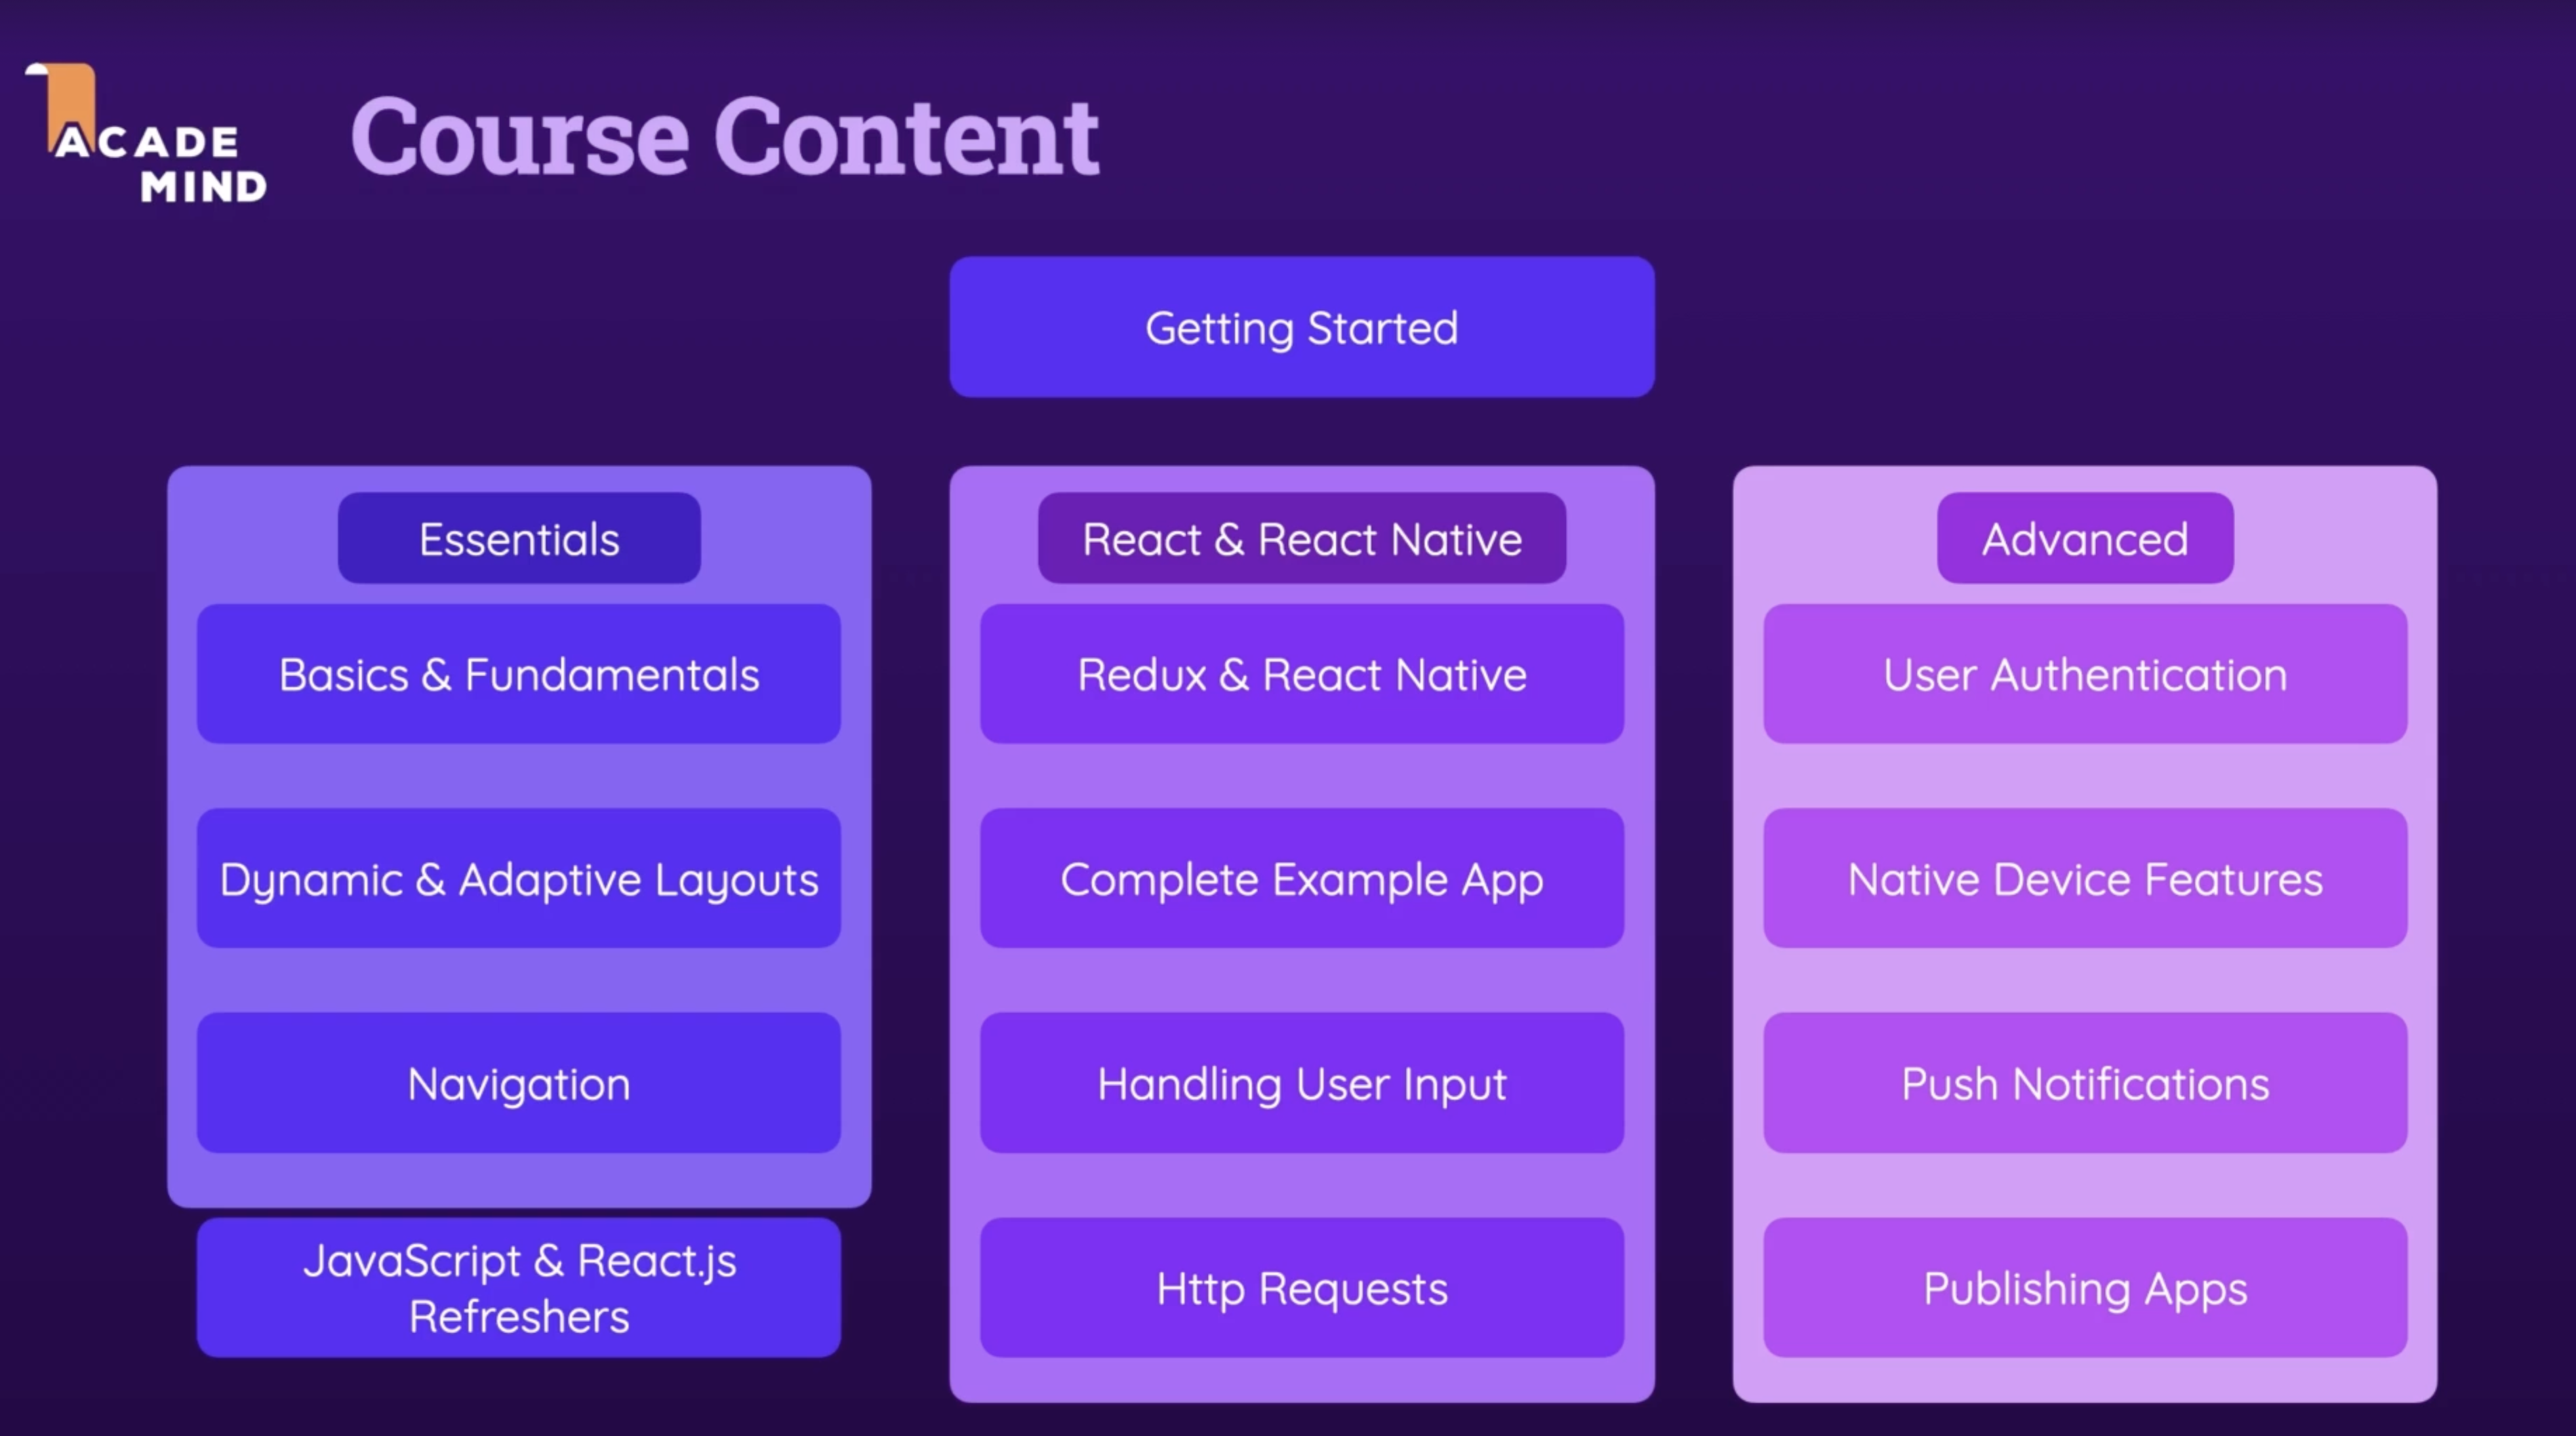 ACADE
MIND
Course Content
Getting Started
Essentials
Basics & Fundamentals
Dynamic & Adaptive Layouts
Navigation
JavaScript & React.js
Refreshers
React & React Native
Redux & React Native
Complete Example App
Handling User Input
Http Requests
Advanced
User Authentication
Native Device Features
Push Notifications
Publishing Apps